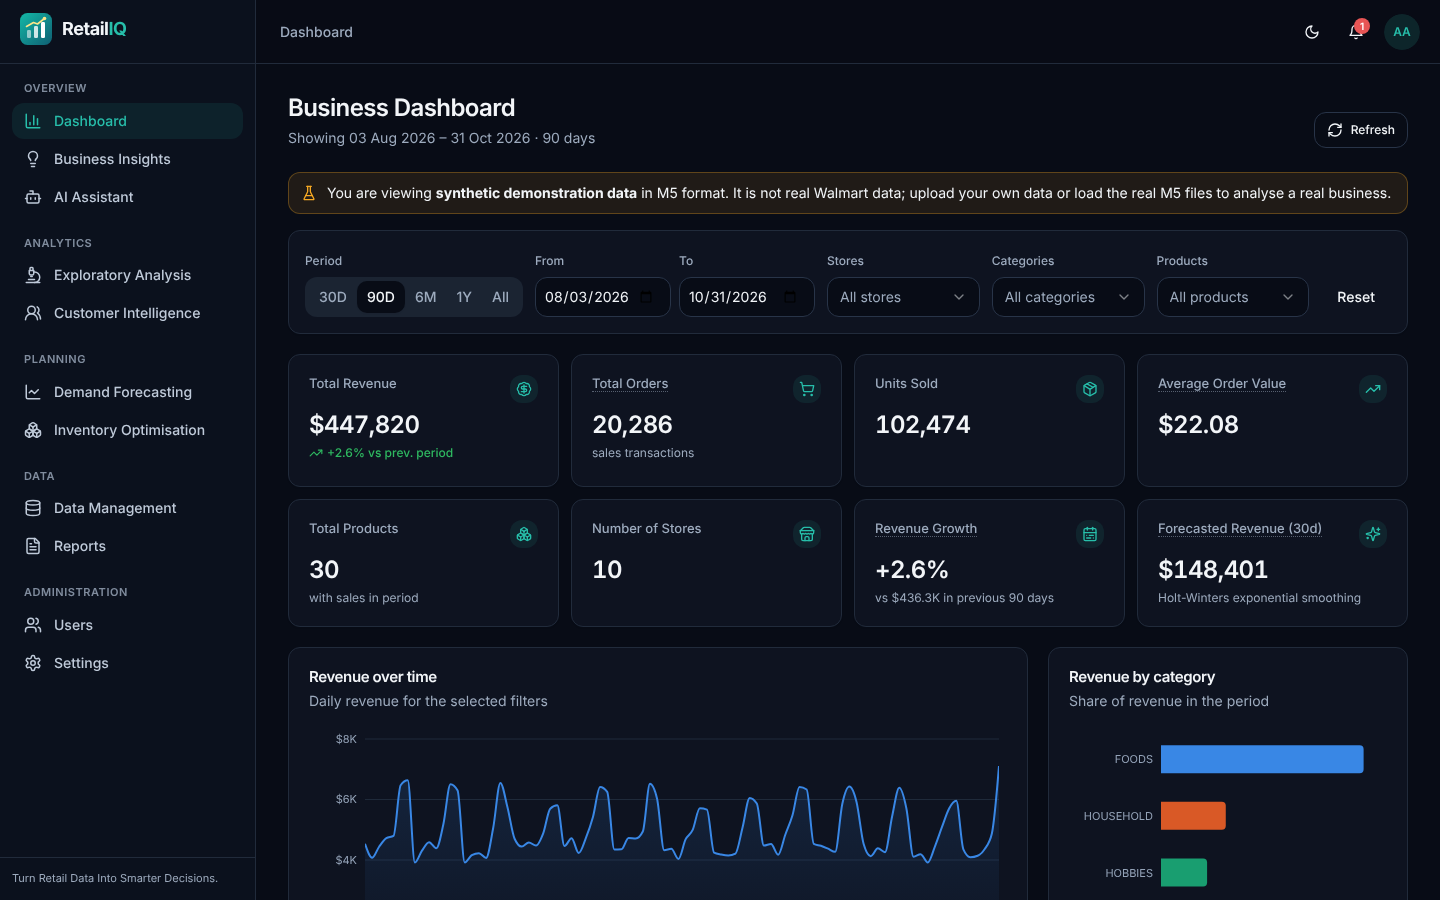 RetailIQ
Dashboard
1
AA
OVERVIEW
Dashboard
Business Insights
AI Assistant
ANALYTICS
Exploratory Analysis
Customer Intelligence
PLANNING
Demand Forecasting
Inventory Optimisation
DATA
Data Management
Reports
ADMINISTRATION
Users
Settings
Turn Retail Data Into Smarter Decisions.
Business Dashboard
Showing 03 Aug 2026 – 31 Oct 2026 · 90 days
Refresh
You are viewing synthetic demonstration data in M5 format. It is not real Walmart data; upload your own data or load the real M5 files to analyse a real business.
Period From To Stores Categories Products
30D 90D 6M 1Y All 08/03/2026 10/31/2026 All stores All categories All products Reset
Total Revenue
$447,820
+2.6% vs prev. period
Total Orders
20,286
sales transactions
Units Sold
102,474
Average Order Value
$22.08
Total Products
30
with sales in period
Number of Stores
10
Revenue Growth
+2.6%
vs $436.3K in previous 90 days
Forecasted Revenue (30d)
$148,401
Holt-Winters exponential smoothing
Revenue over time
Daily revenue for the selected filters
$8K
$6K
$4K
Revenue by category
Share of revenue in the period
FOODS
HOUSEHOLD
HOBBIES